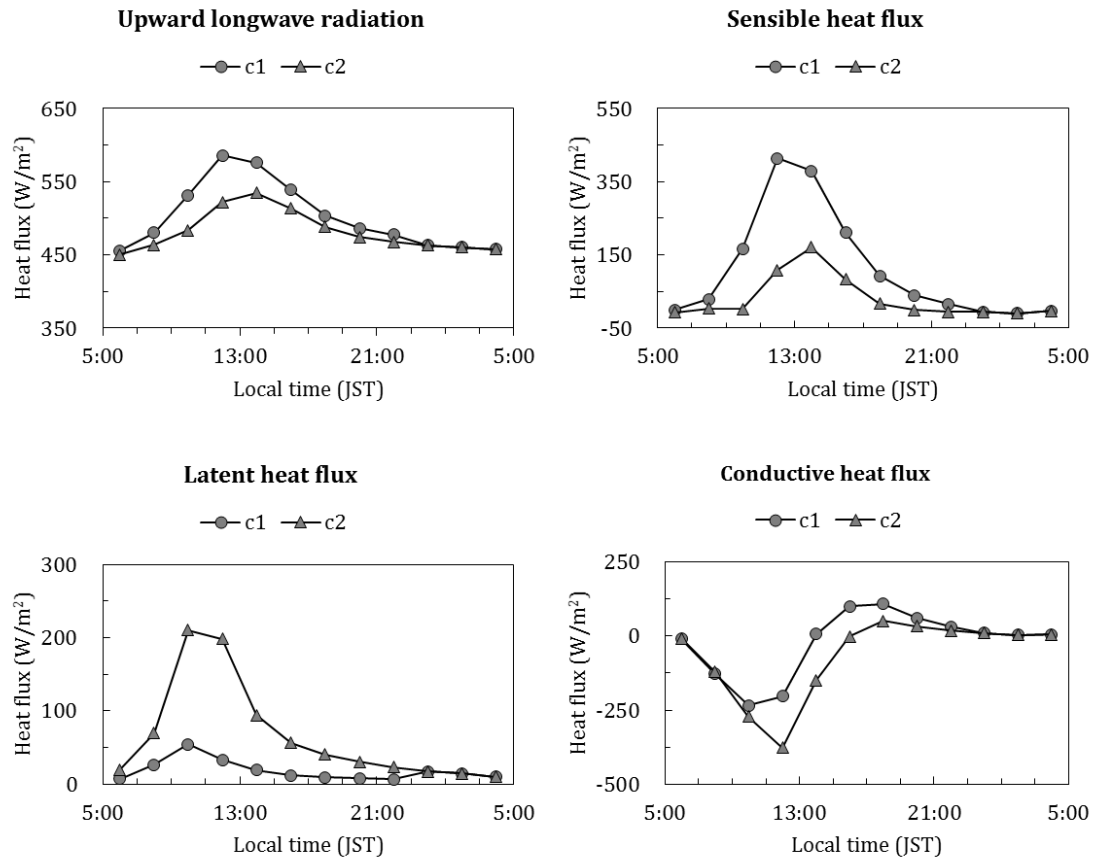 Upward longwave radiation
c1 c2
Heat flux (W/m²)
650
550
450
350
5:00 13:00 21:00 5:00
Local time (JST)
Sensible heat flux
c1 c2
Heat flux (W/m²)
550
350
150
-50
5:00 13:00 21:00 5:00
Local time (JST)
Latent heat flux
c1 c2
Heat flux (W/m²)
300
200
100
0
5:00 13:00 21:00 5:00
Local time (JST)
Conductive heat flux
c1 c2
Heat flux (W/m²)
250
0
-250
-500
5:00 13:00 21:00 5:00
Local time (JST)